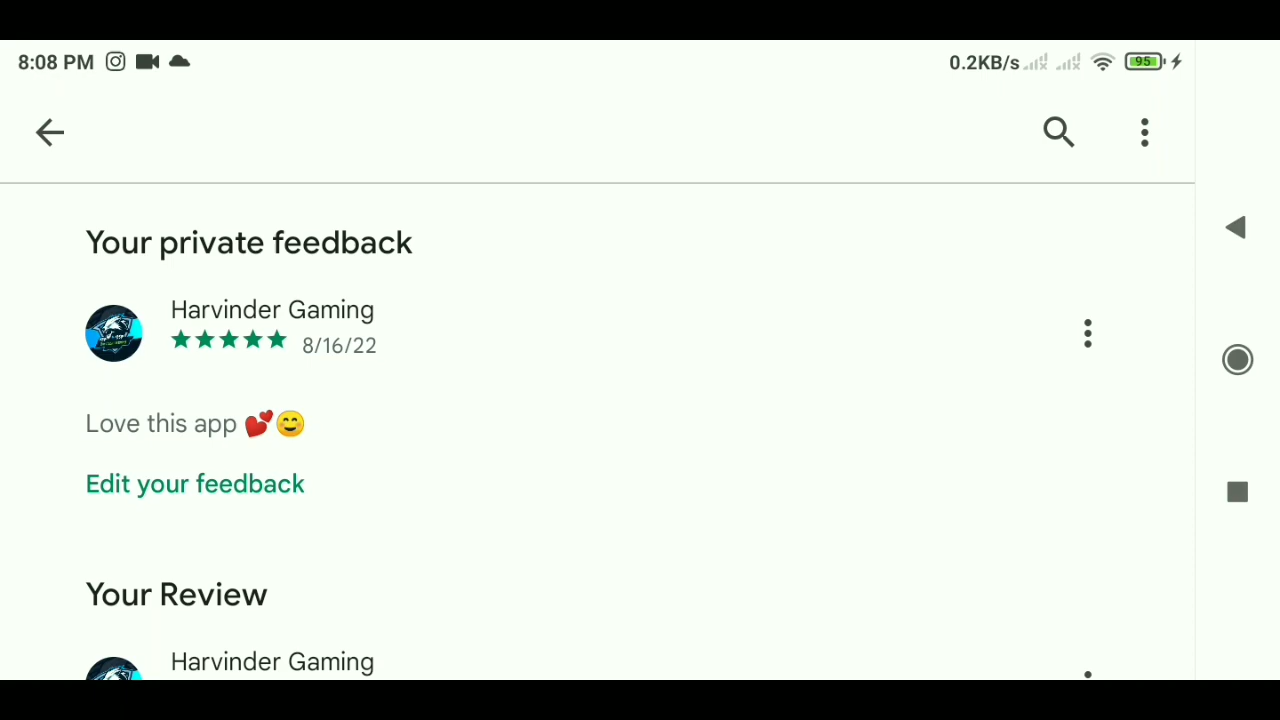 8:08 PM 0.2KB/s 95
Your private feedback
Harvinder Gaming
8/16/22
Love this app 💕😊
Edit your feedback
Your Review
Harvinder Gaming